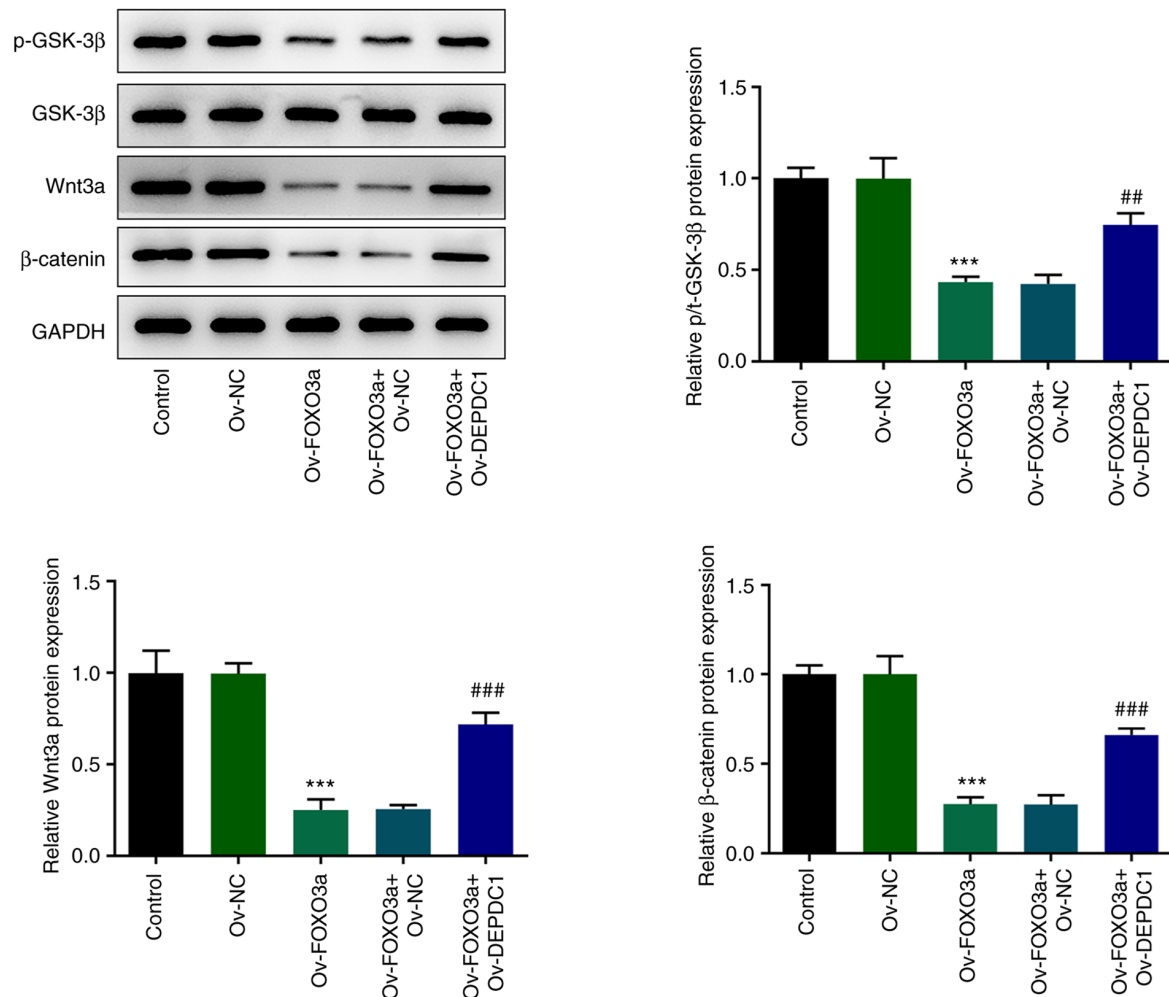 p-GSK-3β
GSK-3β
Wnt3a
β-catenin
GAPDH
Control
Ov-NC
Ov-FOXO3a
Ov-FOXO3a+
Ov-NC
Ov-FOXO3a+
Ov-DEPDC1
Relative p/t-GSK-3β protein expression
1.5
1.0
0.5
0.0
***
##
Control
Ov-NC
Ov-FOXO3a
Ov-FOXO3a+
Ov-NC
Ov-FOXO3a+
Ov-DEPDC1
Relative Wnt3a protein expression
1.5
1.0
0.5
0.0
***
###
Control
Ov-NC
Ov-FOXO3a
Ov-FOXO3a+
Ov-NC
Ov-FOXO3a+
Ov-DEPDC1
Relative β-catenin protein expression
1.5
1.0
0.5
0.0
***
###
Control
Ov-NC
Ov-FOXO3a
Ov-FOXO3a+
Ov-NC
Ov-FOXO3a+
Ov-DEPDC1